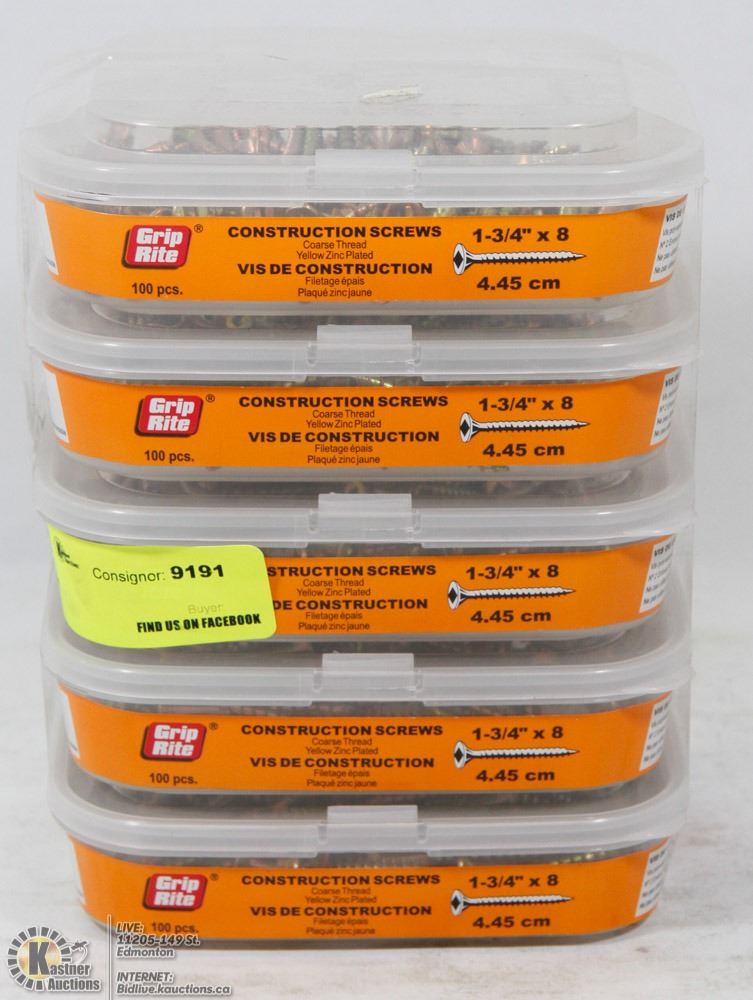 Grip Rite ®
100 pcs.
CONSTRUCTION SCREWS
Coarse Thread
Yellow Zinc Plated
VIS DE CONSTRUCTION
Filetage épais
Plaqué zinc jaune
1-3/4" x 8
4.45 cm
VIS DE
Grip Rite ®
100 pcs.
CONSTRUCTION SCREWS
Coarse Thread
Yellow Zinc Plated
VIS DE CONSTRUCTION
Filetage épais
Plaqué zinc jaune
1-3/4" x 8
4.45 cm
Consignor: 9191
Buyer:
FIND US ON FACEBOOK
STRUCTION SCREWS
Coarse Thread
Yellow Zinc Plated
DE CONSTRUCTION
Filetage épais
Plaqué zinc jaune
1-3/4" x 8
4.45 cm
Grip Rite ®
100 pcs.
CONSTRUCTION SCREWS
Coarse Thread
Yellow Zinc Plated
VIS DE CONSTRUCTION
Filetage épais
Plaqué zinc jaune
1-3/4" x 8
4.45 cm
Grip Rite ®
100 pcs.
CONSTRUCTION SCREWS
Coarse Thread
Yellow Zinc Plated
VIS DE CONSTRUCTION
Filetage épais
Plaqué zinc jaune
1-3/4" x 8
4.45 cm
Kastner
Auctions
LIVE:
11205-149 St.
Edmonton
INTERNET:
Bidlive.kauctions.ca